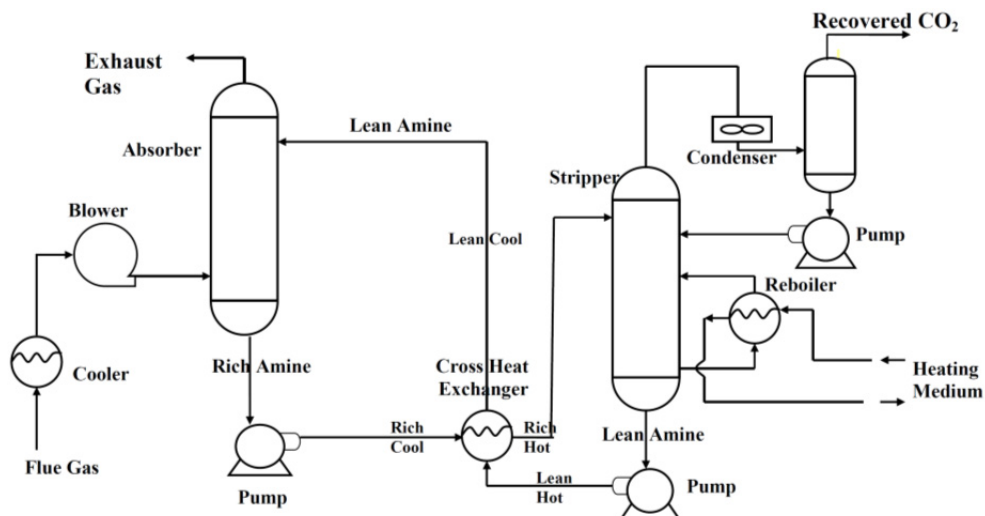 Recovered CO₂
Exhaust
Gas
Lean Amine
Absorber
Condenser
Stripper
Blower
Lean Cool
Pump
Reboiler
Cooler
Rich Amine
Cross Heat
Exchanger
Heating
Medium
Rich
Cool
Rich
Hot
Lean Amine
Flue Gas
Pump
Lean
Hot
Pump